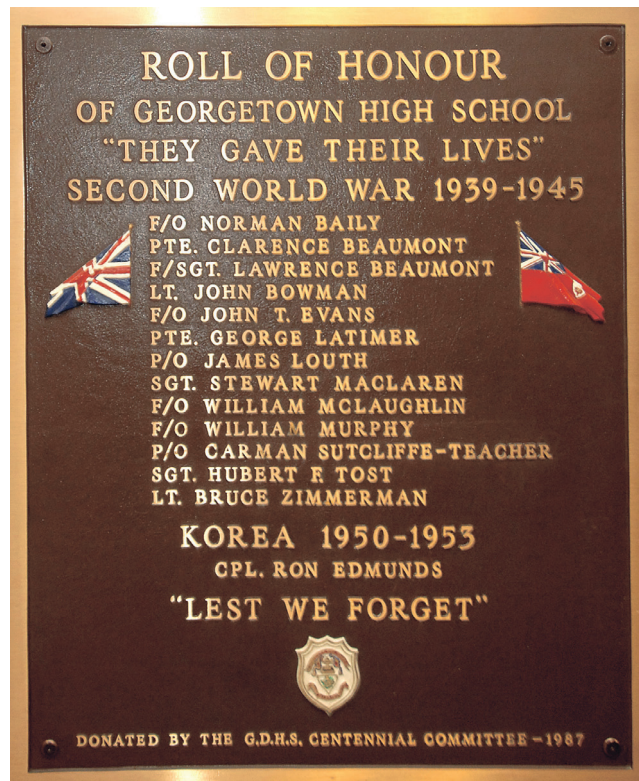 ROLL OF HONOUR
OF GEORGETOWN HIGH SCHOOL
"THEY GAVE THEIR LIVES"
SECOND WORLD WAR 1939-1945
F/O NORMAN BAILY
PTE. CLARENCE BEAUMONT
F/SGT. LAWRENCE BEAUMONT
LT. JOHN BOWMAN
F/O JOHN T. EVANS
PTE. GEORGE LATIMER
P/O JAMES LOUTH
SGT. STEWART MACLAREN
F/O WILLIAM MCLAUGHLIN
F/O WILLIAM MURPHY
P/O CARMAN SUTCLIFFE-TEACHER
SGT. HUBERT F. TOST
LT. BRUCE ZIMMERMAN
KOREA 1950-1953
CPL. RON EDMUNDS
"LEST WE FORGET"
DONATED BY THE G.D.H.S. CENTENNIAL COMMITTEE-1987